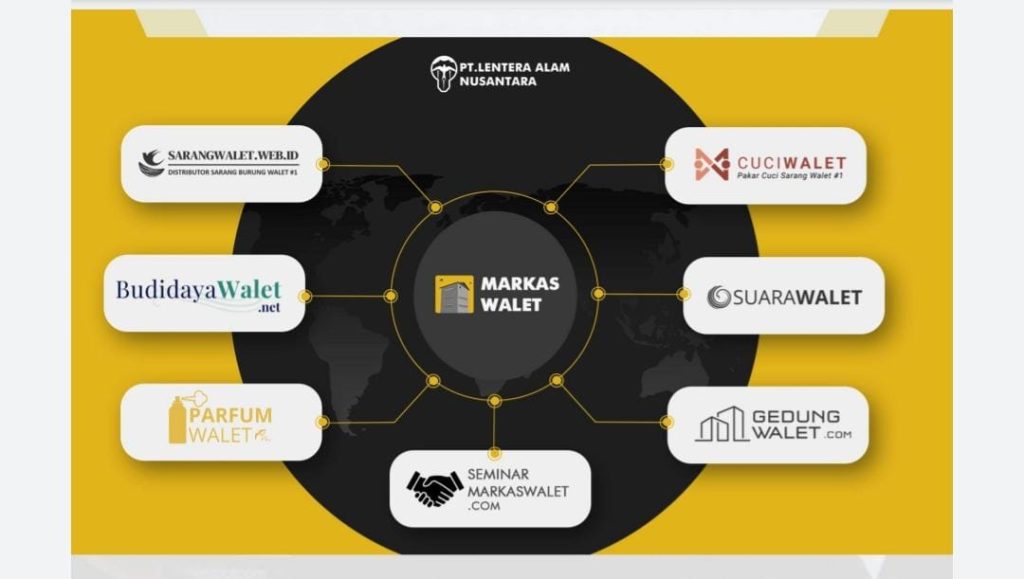 PT.LENTERA ALAM
NUSANTARA
SARANGWALET.WEB.ID
DISTRIBUTOR SARANG BURUNG WALET #1
CUCIWALET
Pakar Cuci Sarang Walet #1
BudidayaWalet
.net
MARKAS
WALET
SUARAWALET
PARFUM
WALET
GEDUNG
WALET.COM
SEMINAR
MARKASWALET
.COM